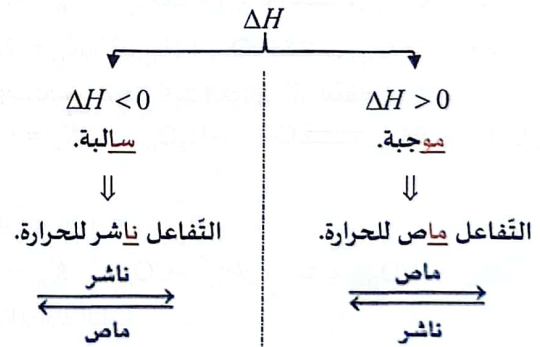 ΔH
ΔH > 0
موجبة.
⇓
التّفاعل ماص للحرارة.
ماص
ناشر
ΔH < 0
سالبة.
⇓
التّفاعل ناشر للحرارة.
ناشر
ماص